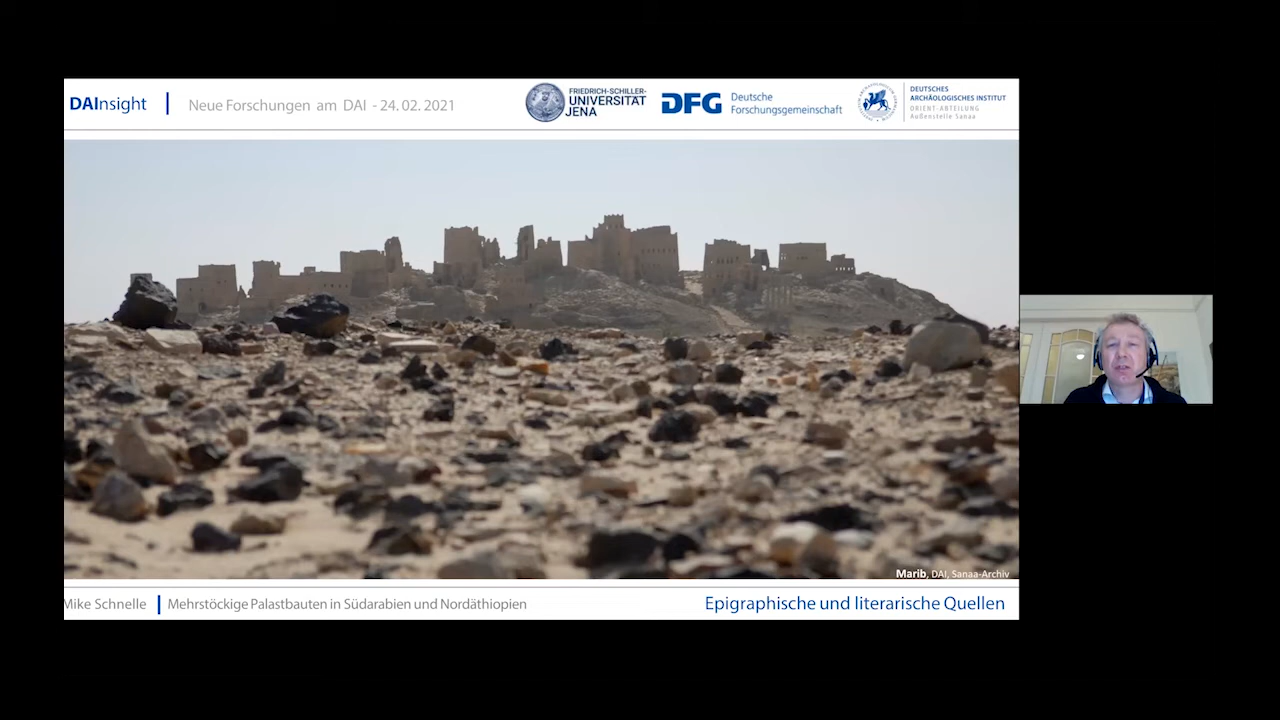 DAInsight
Neue Forschungen am DAI - 24.02.2021
FRIEDRICH-SCHILLER-
UNIVERSITÄT
JENA
DFG
Deutsche
Forschungsgemeinschaft
DEUTSCHES
ARCHÄOLOGISCHES INSTITUT
ORIENT-ABTEILUNG
Außenstelle Sanaa
Marib, DAI, Sanaa-Archiv
Mike Schnelle
Mehrstöckige Palastbauten in Südarabien und Nordäthiopien
Epigraphische und literarische Quellen